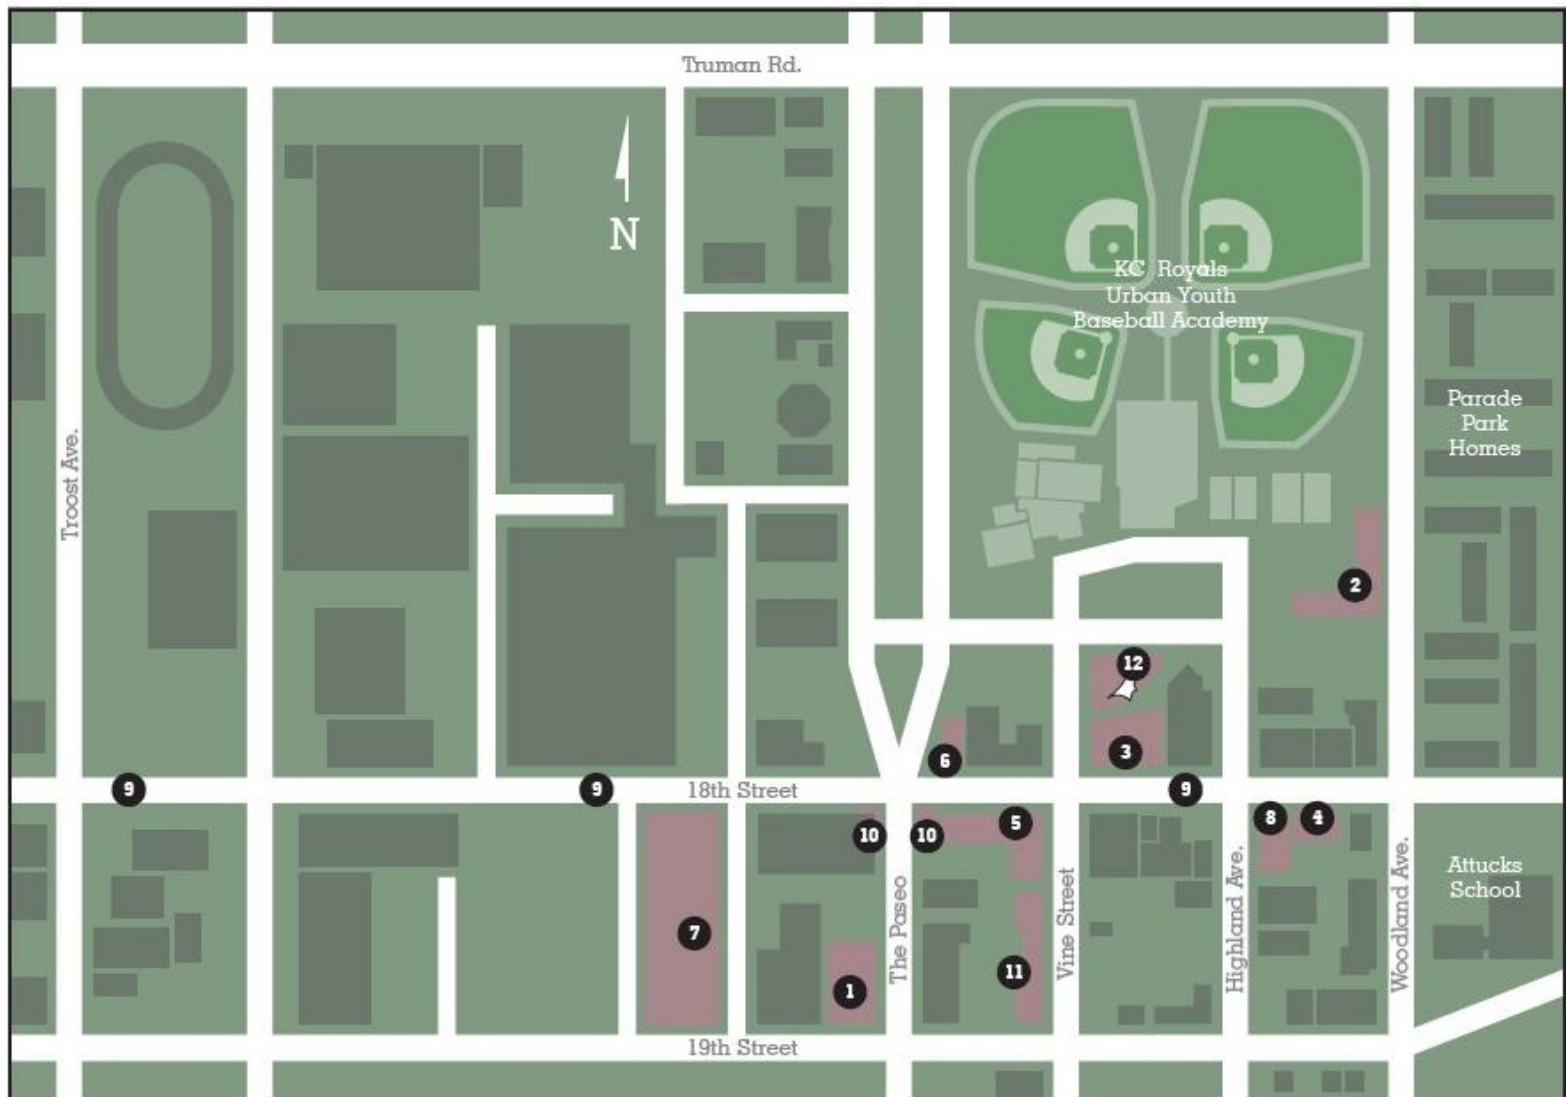 Truman Rd.
N
KC Royals
Urban Youth
Baseball Academy
Parade
Park
Homes
Troost Ave.
2
12
3
6
9
9
18th Street
9
10
10
5
8
4
Attucks
School
7
1
The Paseo
11
Vine Street
Highland Ave.
Woodland Ave.
19th Street